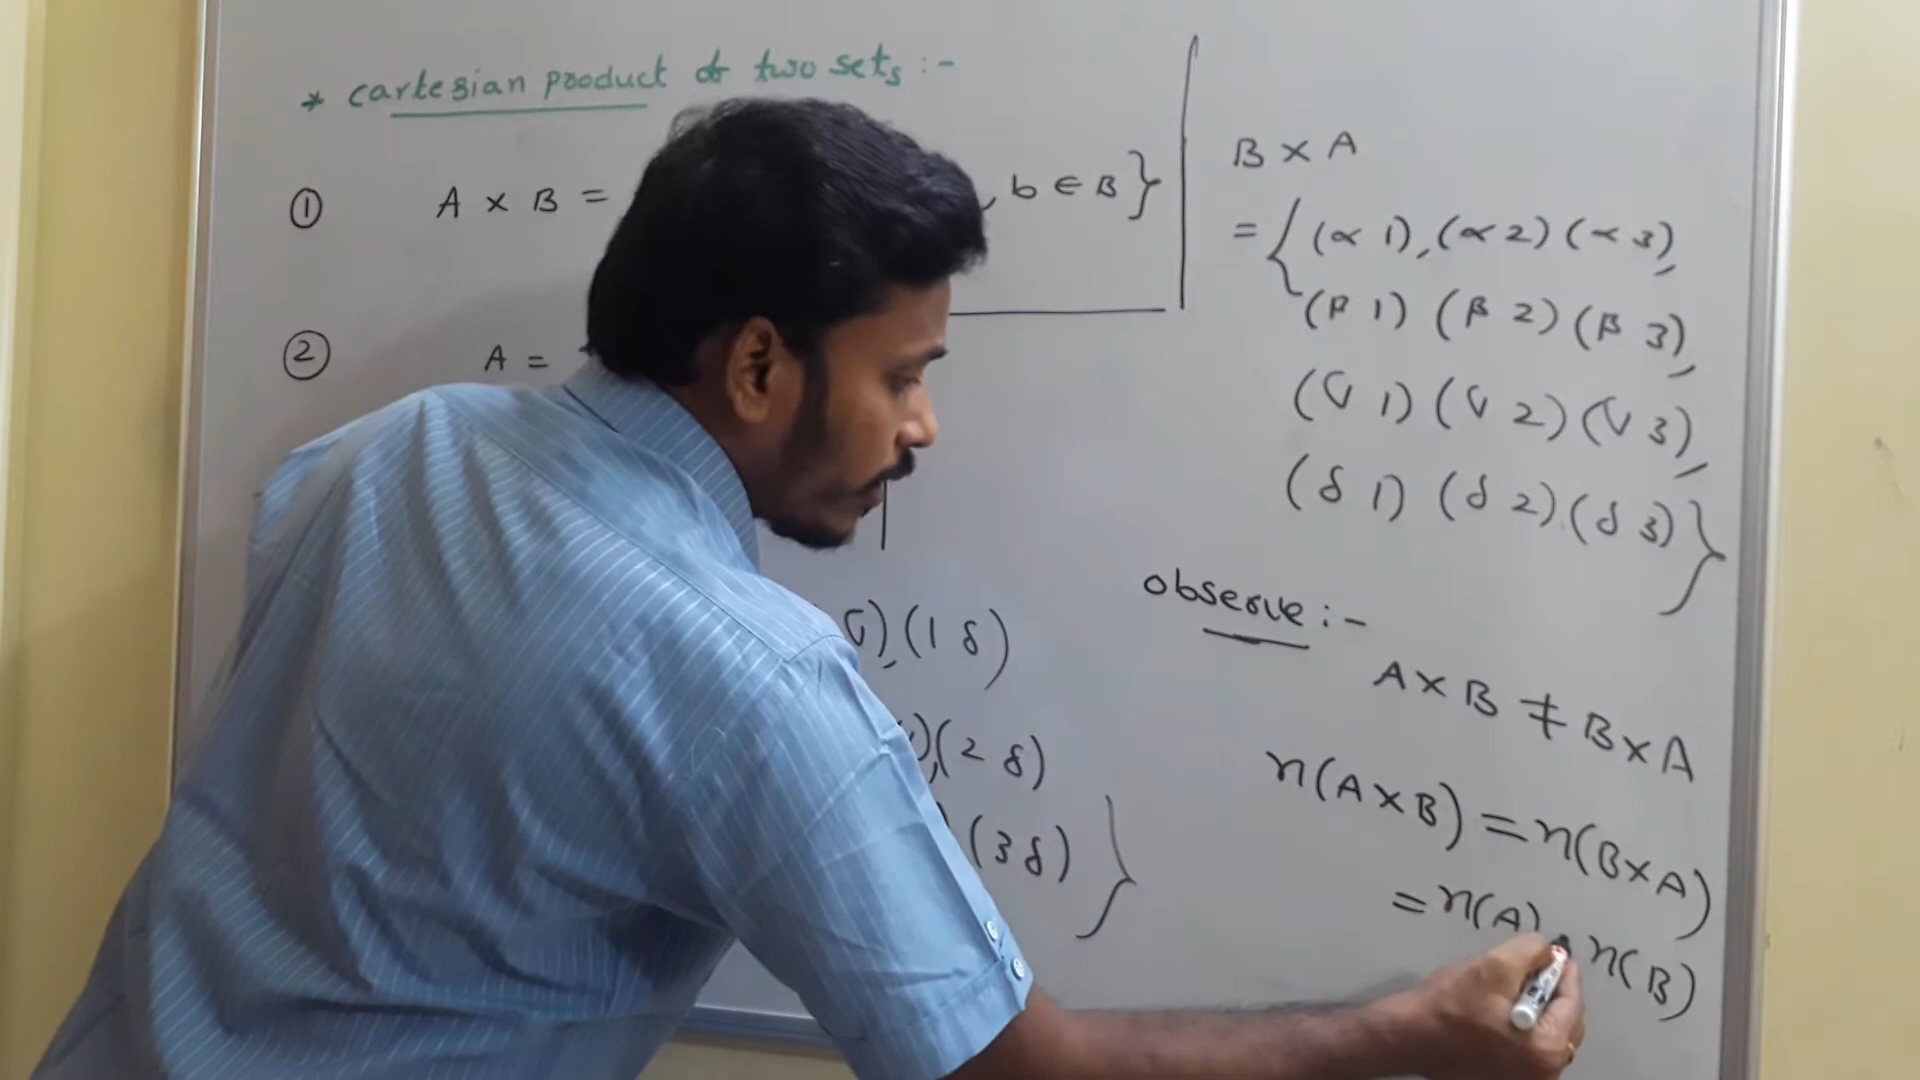 * cartesian product of two sets :-
① A × B = , b ∈ B }
② A =
γ), (1 δ)
), (2 δ)
) (3 δ) }
B × A
= { (α 1), (α 2) (α 3),
(β 1) (β 2) (β 3),
(γ 1) (γ 2) (γ 3),
(δ 1) (δ 2) (δ 3) }
observe :-
A × B ≠ B × A
n(A × B) = n(B × A)
= n(A) . n(B)